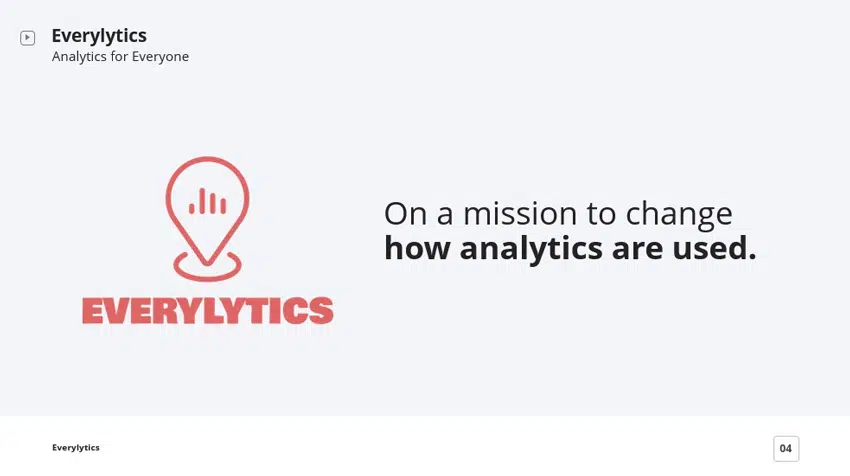 Everylytics
Analytics for Everyone
On a mission to change
how analytics are used.
EVERYLYTICS
Everylytics
04